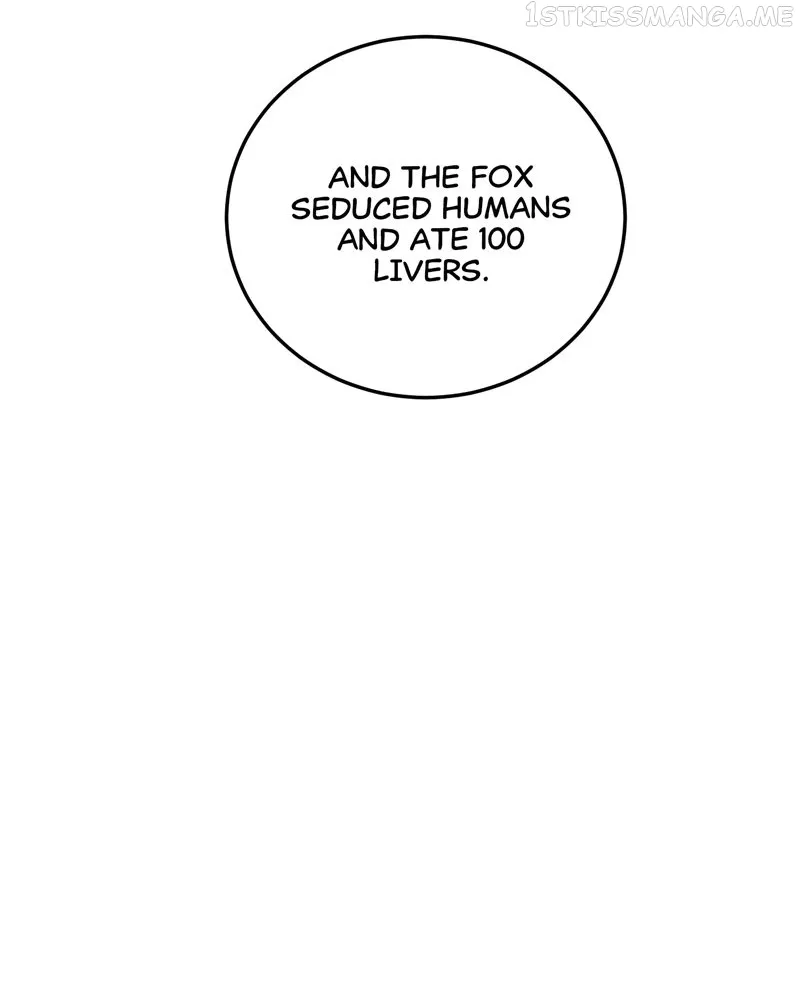 1STKISSMANGA.ME
AND THE FOX
SEDUCED HUMANS
AND ATE 100
LIVERS.